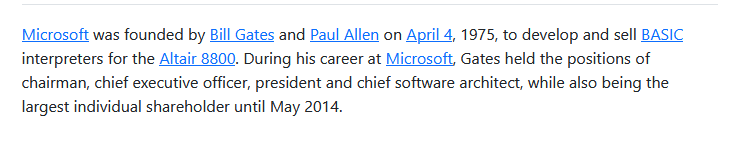 Microsoft was founded by Bill Gates and Paul Allen on April 4, 1975, to develop and sell BASIC
interpreters for the Altair 8800. During his career at Microsoft, Gates held the positions of
chairman, chief executive officer, president and chief software architect, while also being the
largest individual shareholder until May 2014.